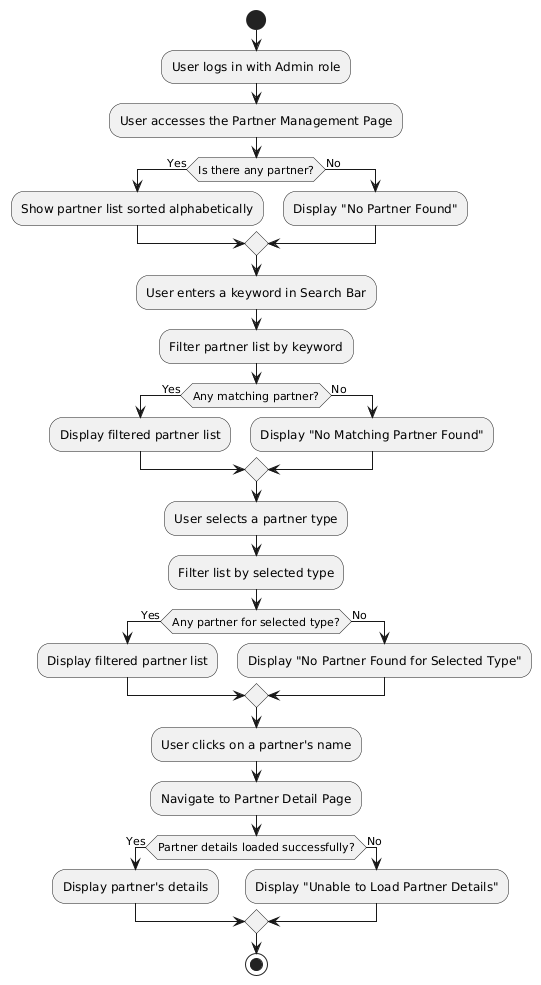 User logs in with Admin role
User accesses the Partner Management Page
Yes
Is there any partner?
No
Show partner list sorted alphabetically
Display "No Partner Found"
User enters a keyword in Search Bar
Filter partner list by keyword
Yes
Any matching partner?
No
Display filtered partner list
Display "No Matching Partner Found"
User selects a partner type
Filter list by selected type
Yes
Any partner for selected type?
No
Display filtered partner list
Display "No Partner Found for Selected Type"
User clicks on a partner's name
Navigate to Partner Detail Page
Yes
Partner details loaded successfully?
No
Display partner's details
Display "Unable to Load Partner Details"